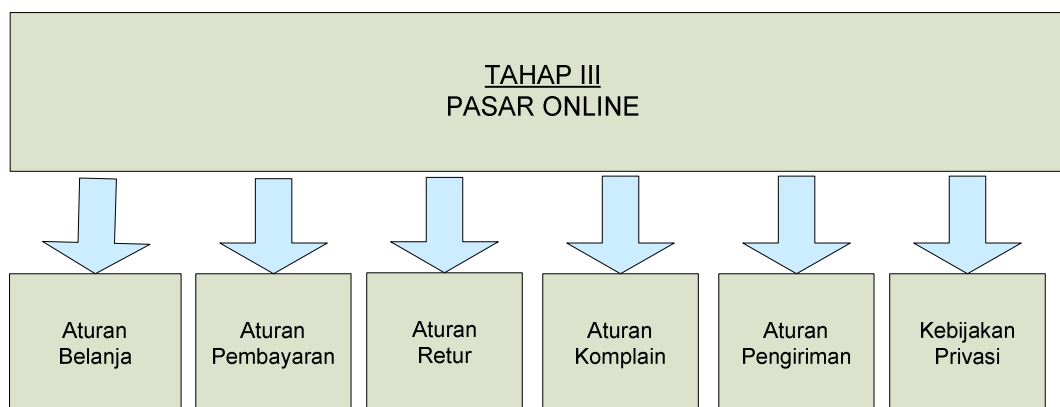 TAHAP III
PASAR ONLINE
Aturan
Belanja
Aturan
Pembayaran
Aturan
Retur
Aturan
Komplain
Aturan
Pengiriman
Kebijakan
Privasi